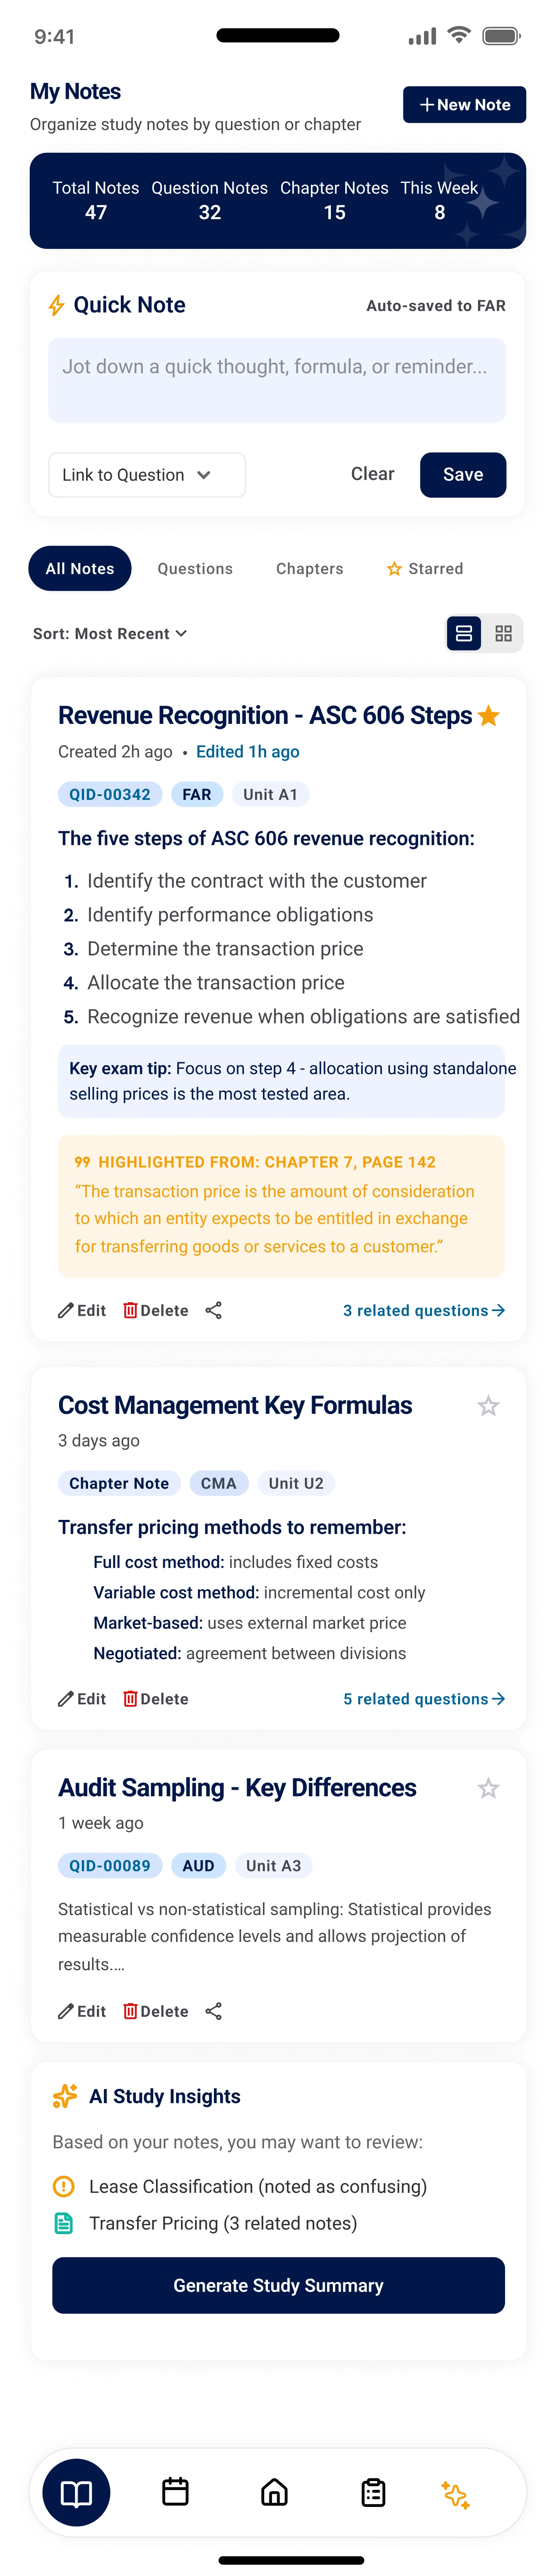 9:41
My Notes
Organize study notes by question or chapter
New Note
Total Notes Question Notes Chapter Notes This Week
47 32 15 8
Quick Note
Auto-saved to FAR
Jot down a quick thought, formula, or reminder...
Link to Question
Clear
Save
All Notes
Questions
Chapters
Starred
Sort: Most Recent
Revenue Recognition - ASC 606 Steps
Created 2h ago • Edited 1h ago
QID-00342 FAR Unit A1
The five steps of ASC 606 revenue recognition:
1. Identify the contract with the customer
2. Identify performance obligations
3. Determine the transaction price
4. Allocate the transaction price
5. Recognize revenue when obligations are satisfied
Key exam tip: Focus on step 4 - allocation using standalone
selling prices is the most tested area.
HIGHLIGHTED FROM: CHAPTER 7, PAGE 142
“The transaction price is the amount of consideration
to which an entity expects to be entitled in exchange
for transferring goods or services to a customer.”
Edit Delete 3 related questions
Cost Management Key Formulas
3 days ago
Chapter Note CMA Unit U2
Transfer pricing methods to remember:
Full cost method: includes fixed costs
Variable cost method: incremental cost only
Market-based: uses external market price
Negotiated: agreement between divisions
Edit Delete 5 related questions
Audit Sampling - Key Differences
1 week ago
QID-00089 AUD Unit A3
Statistical vs non-statistical sampling: Statistical provides
measurable confidence levels and allows projection of
results....
Edit Delete
AI Study Insights
Based on your notes, you may want to review:
Lease Classification (noted as confusing)
Transfer Pricing (3 related notes)
Generate Study Summary